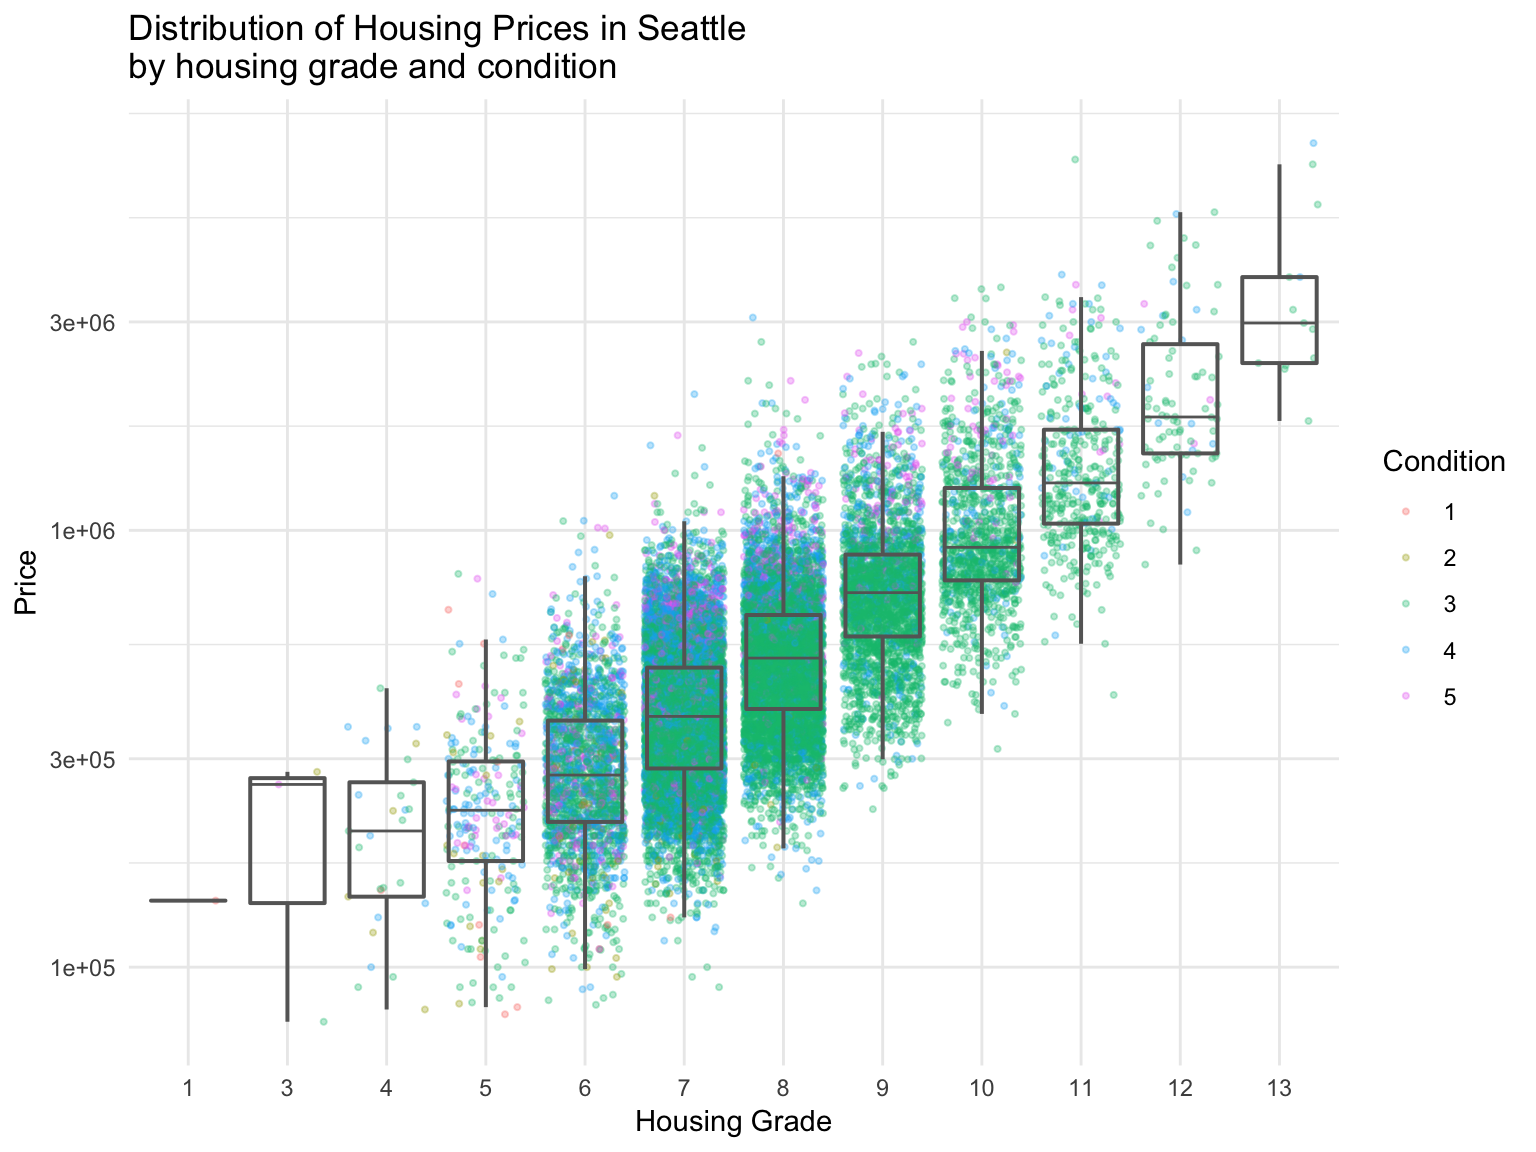 Distribution of Housing Prices in Seattle
by housing grade and condition
Price
3e+06
1e+06
3e+05
1e+05
1 3 4 5 6 7 8 9 10 11 12 13
Housing Grade
Condition
1
2
3
4
5